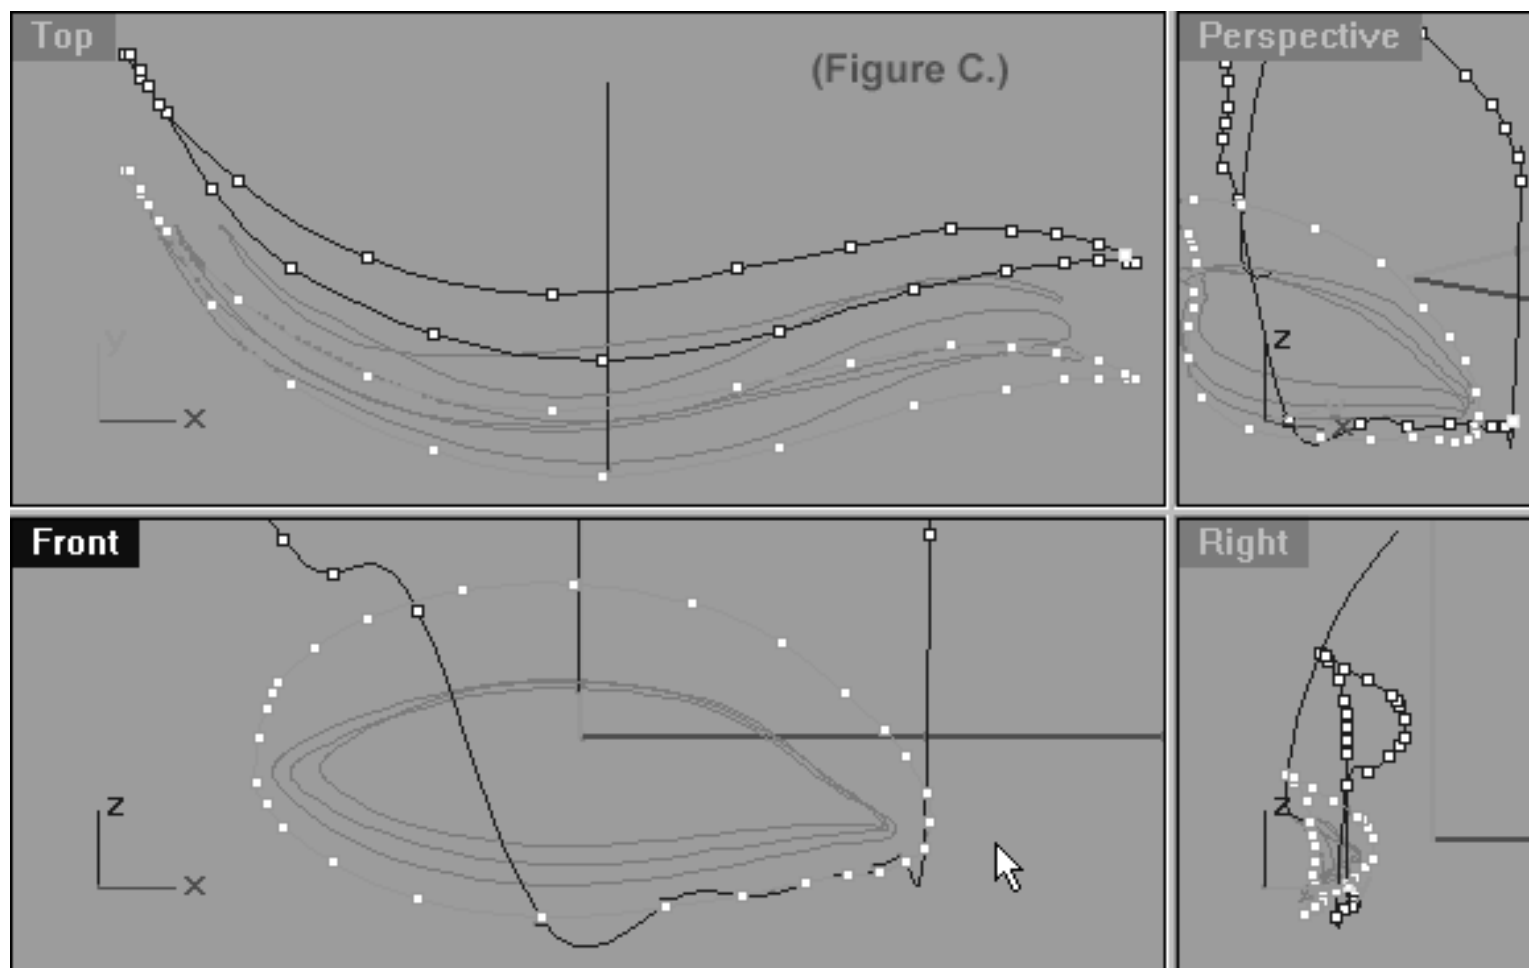 Top
(Figure C.)
Perspective
y
x
z
x
Front
z
x
Right
z
x